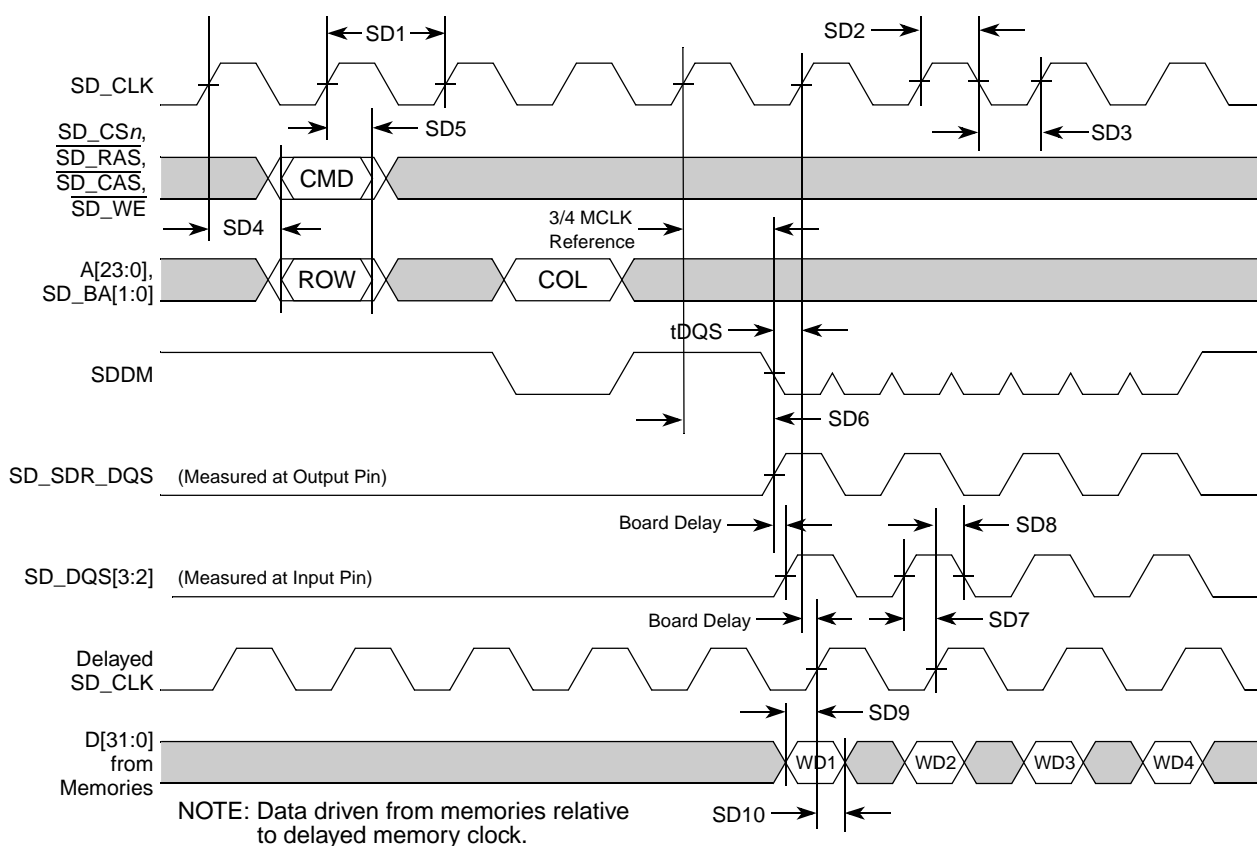 SD1
SD2
SD_CLK
SD3
SD5
SD_CSn,
SD_RAS,
SD_CAS,
SD_WE
CMD
SD4
3/4 MCLK
Reference
A[23:0],
SD_BA[1:0]
ROW
COL
tDQS
SDDM
SD6
SD_SDR_DQS
(Measured at Output Pin)
Board Delay
SD8
SD_DQS[3:2]
(Measured at Input Pin)
Board Delay
SD7
Delayed
SD_CLK
SD9
D[31:0]
from
Memories
WD1
WD2
WD3
WD4
SD10
NOTE: Data driven from memories relative
to delayed memory clock.